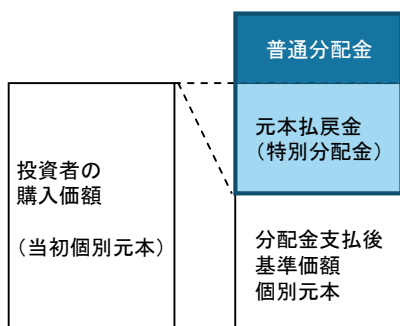 普通分配金
元本払戻金
（特別分配金）
投資者の
購入価額
（当初個別元本）
分配金支払後
基準価額
個別元本